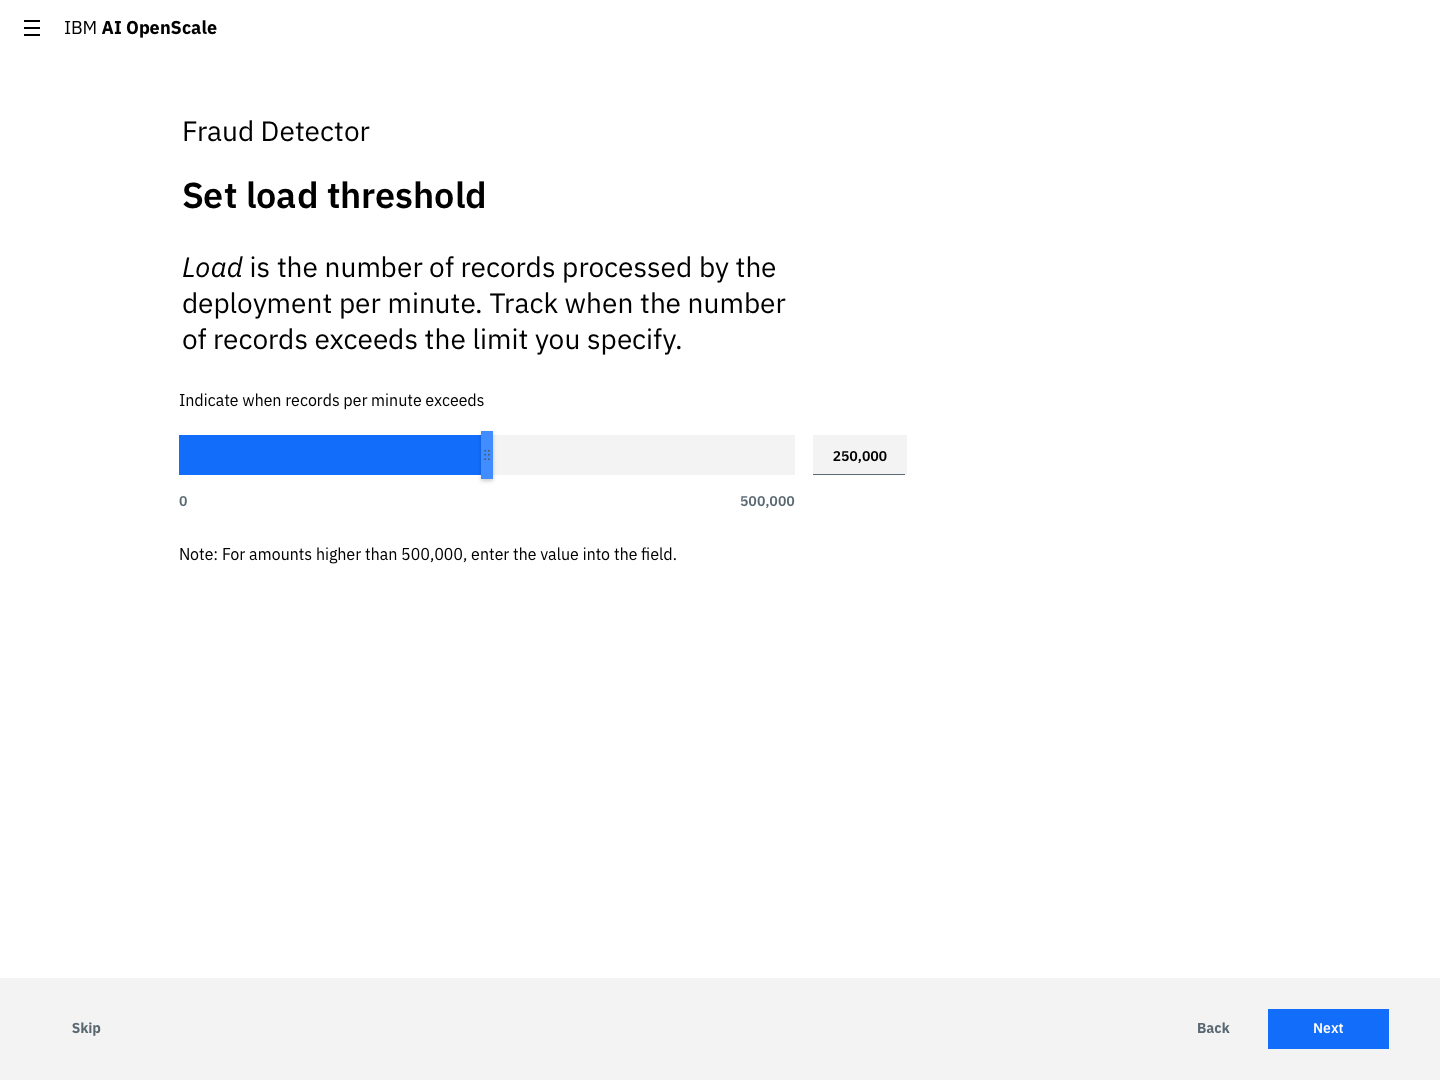 IBM AI OpenScale
Fraud Detector
Set load threshold
Load is the number of records processed by the
deployment per minute. Track when the number
of records exceeds the limit you specify.
Indicate when records per minute exceeds
250,000
0
500,000
Note: For amounts higher than 500,000, enter the value into the field.
Skip
Back
Next